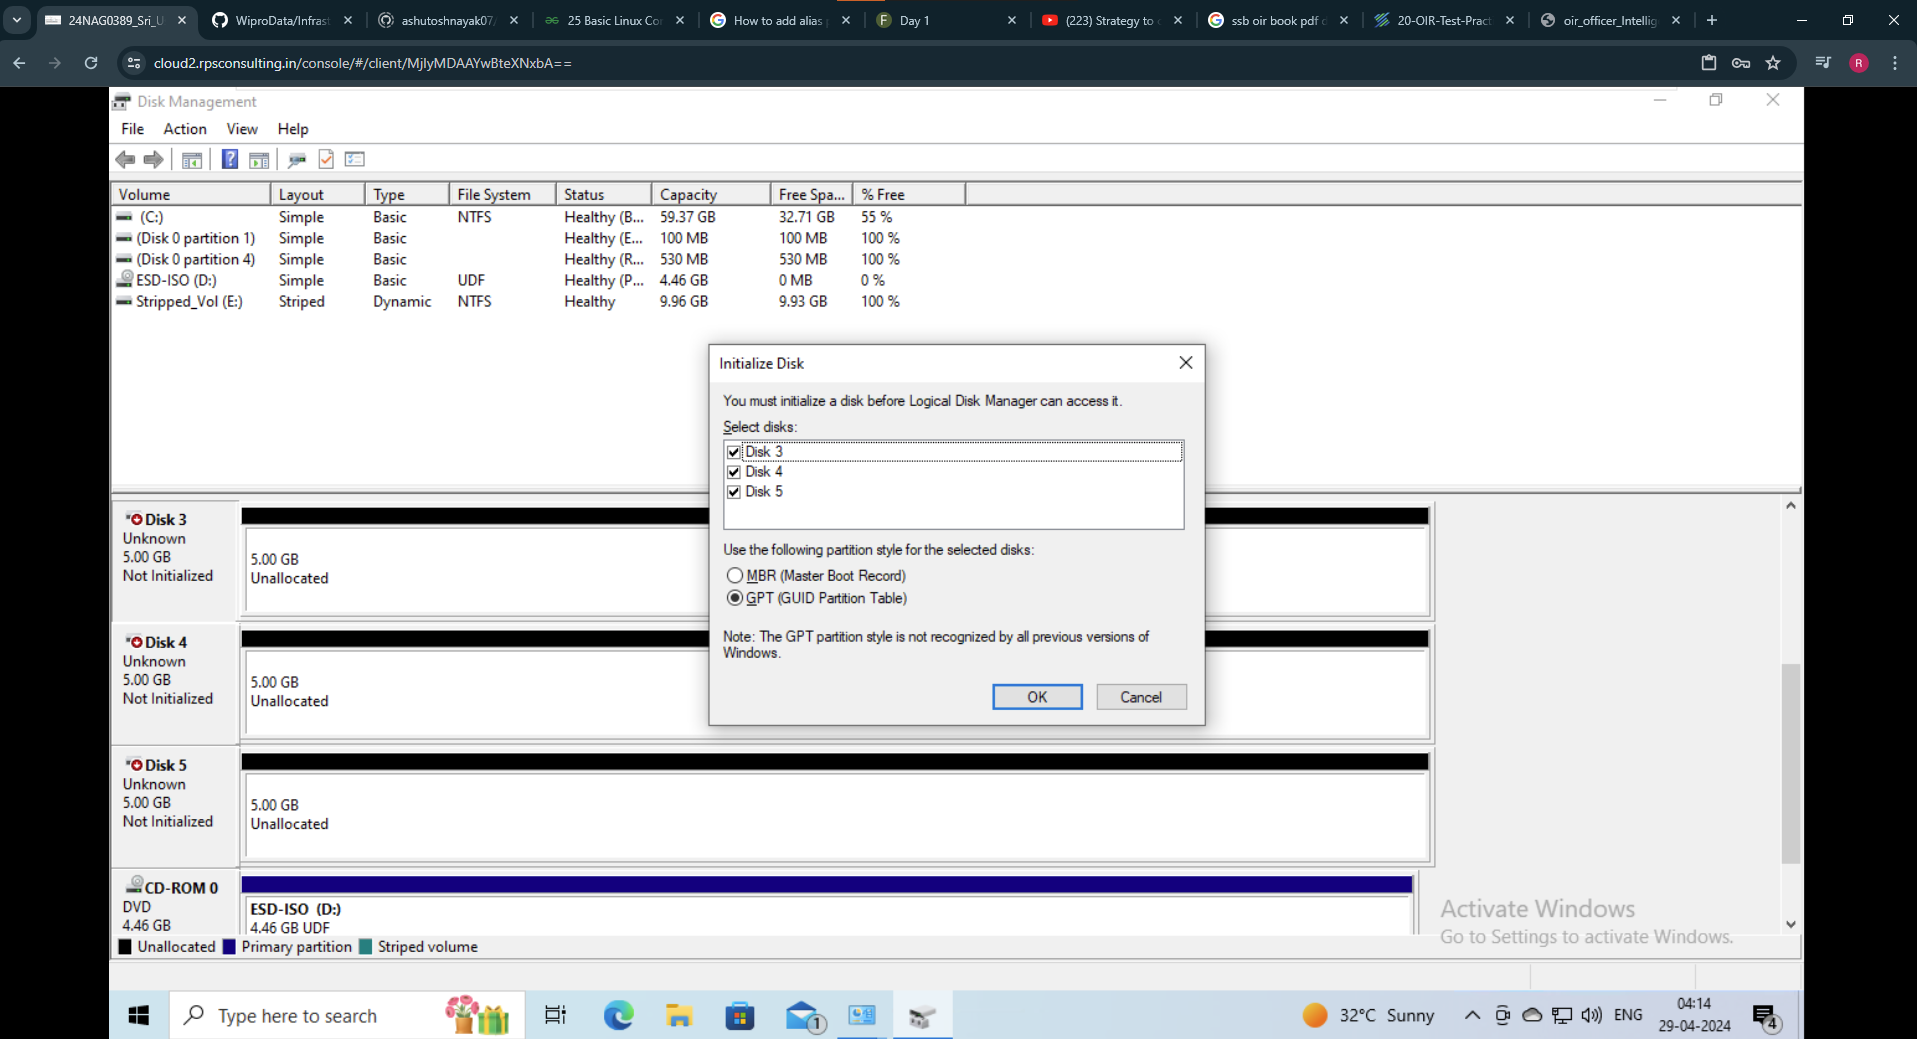 24NAG0389_Sri_U
WiproData/Infrast
ashutoshnayak07/
25 Basic Linux Cor
How to add alias p
Day 1
(223) Strategy to c
ssb oir book pdf d
20-OIR-Test-Pract
oir_officer_Intellig
cloud2.rpsconsulting.in/console/#/client/MjIyMDAAYwBteXNxbA==
R
Disk Management
File Action View Help
Volume Layout Type File System Status Capacity Free Spa... % Free
(C:) Simple Basic NTFS Healthy (B... 59.37 GB 32.71 GB 55 %
(Disk 0 partition 1) Simple Basic Healthy (E... 100 MB 100 MB 100 %
(Disk 0 partition 4) Simple Basic Healthy (R... 530 MB 530 MB 100 %
ESD-ISO (D:) Simple Basic UDF Healthy (P... 4.46 GB 0 MB 0 %
Stripped_Vol (E:) Striped Dynamic NTFS Healthy 9.96 GB 9.93 GB 100 %
Initialize Disk
You must initialize a disk before Logical Disk Manager can access it.
Select disks:
Disk 3
Disk 4
Disk 5
Use the following partition style for the selected disks:
MBR (Master Boot Record)
GPT (GUID Partition Table)
Note: The GPT partition style is not recognized by all previous versions of
Windows.
OK Cancel
Disk 3
Unknown
5.00 GB
Not Initialized
5.00 GB
Unallocated
Disk 4
Unknown
5.00 GB
Not Initialized
5.00 GB
Unallocated
Disk 5
Unknown
5.00 GB
Not Initialized
5.00 GB
Unallocated
CD-ROM 0
DVD
4.46 GB
ESD-ISO (D:)
4.46 GB UDF
Unallocated Primary partition Striped volume
Activate Windows
Go to Settings to activate Windows.
Type here to search
1
32°C Sunny
ENG
04:14
29-04-2024
4